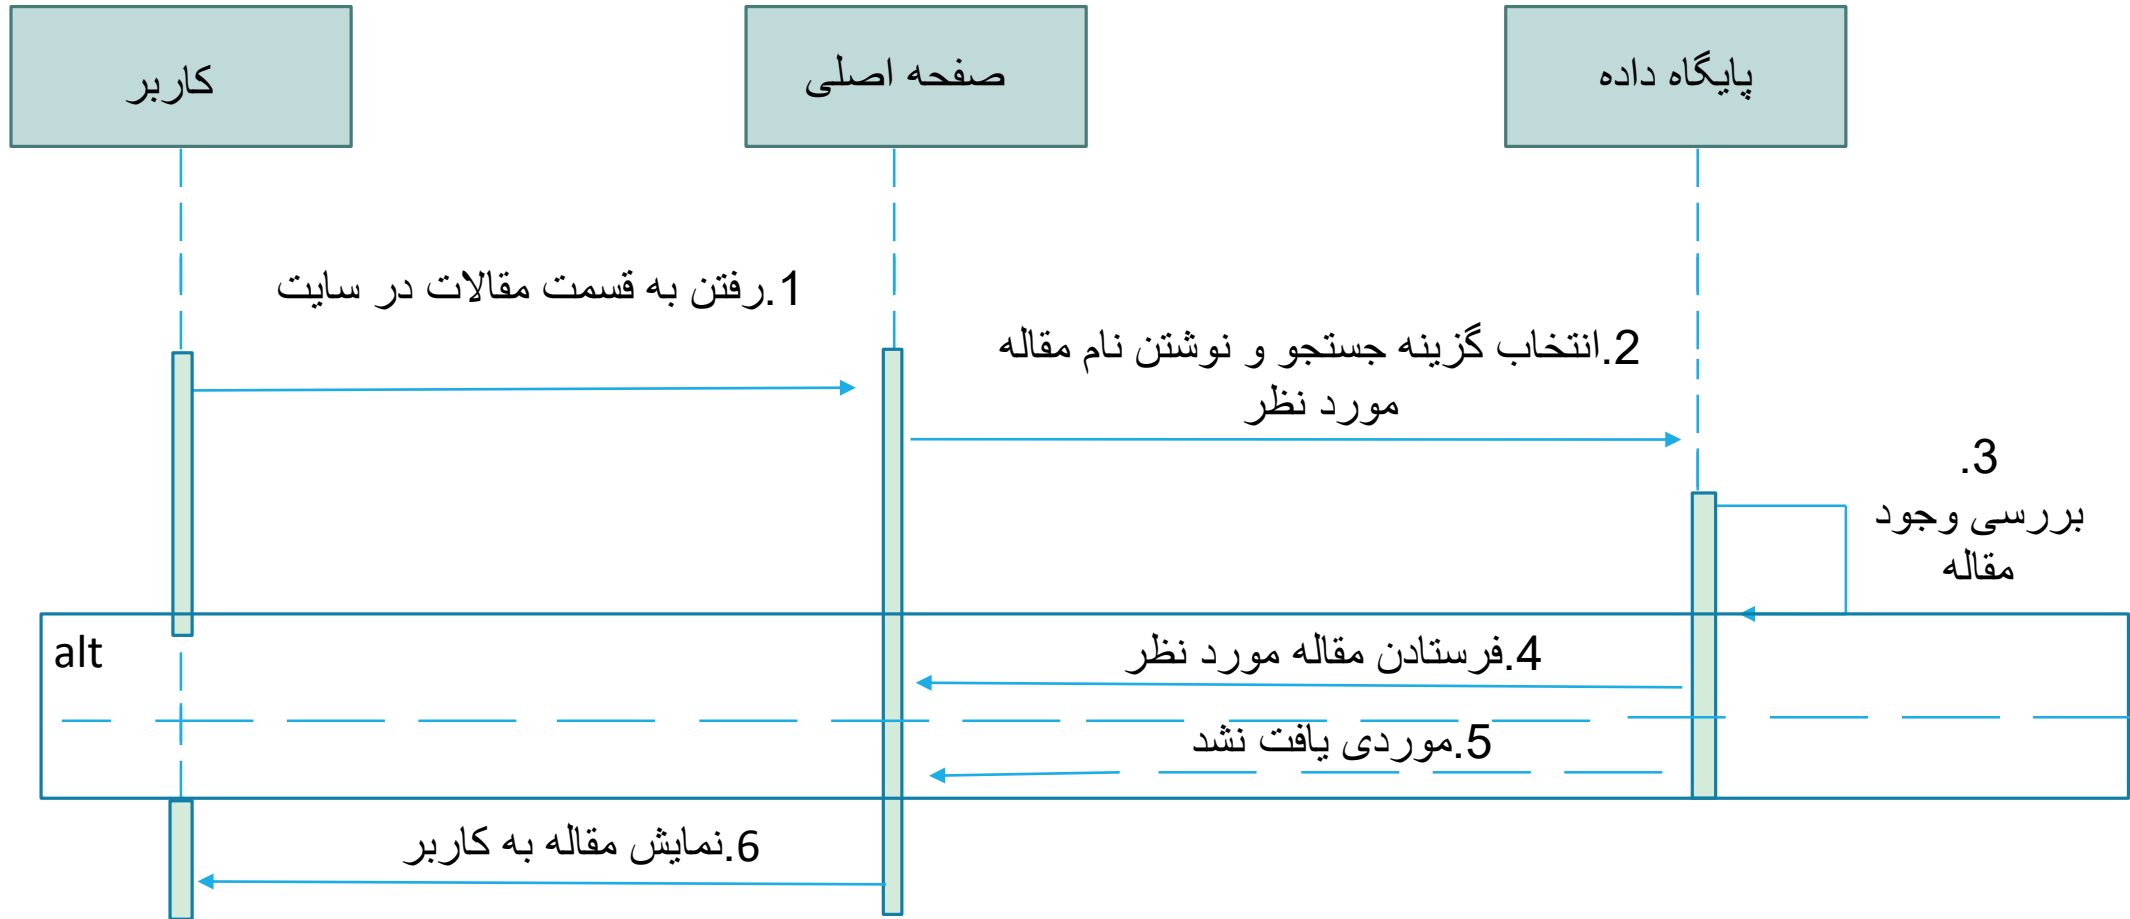 کاربر
صفحه اصلی
پایگاه داده
1.رفتن به قسمت مقالات در سایت
2.انتخاب گزینه جستجو و نوشتن نام مقاله
مورد نظر
3.
بررسی وجود
مقاله
alt
4.فرستادن مقاله مورد نظر
5.موردی یافت نشد
6.نمایش مقاله به کاربر